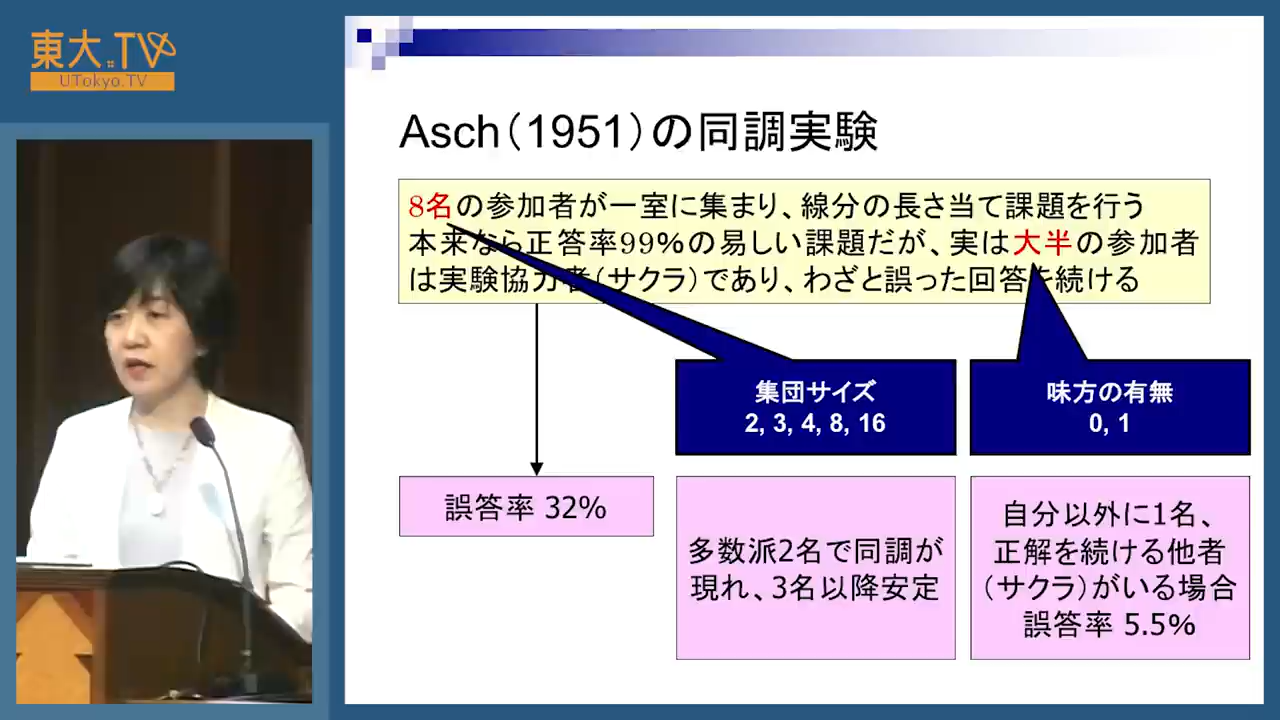 東大.TV
UTokyo.TV
Asch（1951）の同調実験
8名の参加者が一室に集まり、線分の長さ当て課題を行う
本来なら正答率99%の易しい課題だが、実は大半の参加者
は実験協力者（サクラ）であり、わざと誤った回答を続ける
集団サイズ
2, 3, 4, 8, 16
味方の有無
0, 1
誤答率 32%
多数派2名で同調が
現れ、3名以降安定
自分以外に1名、
正解を続ける他者
（サクラ）がいる場合
誤答率 5.5%